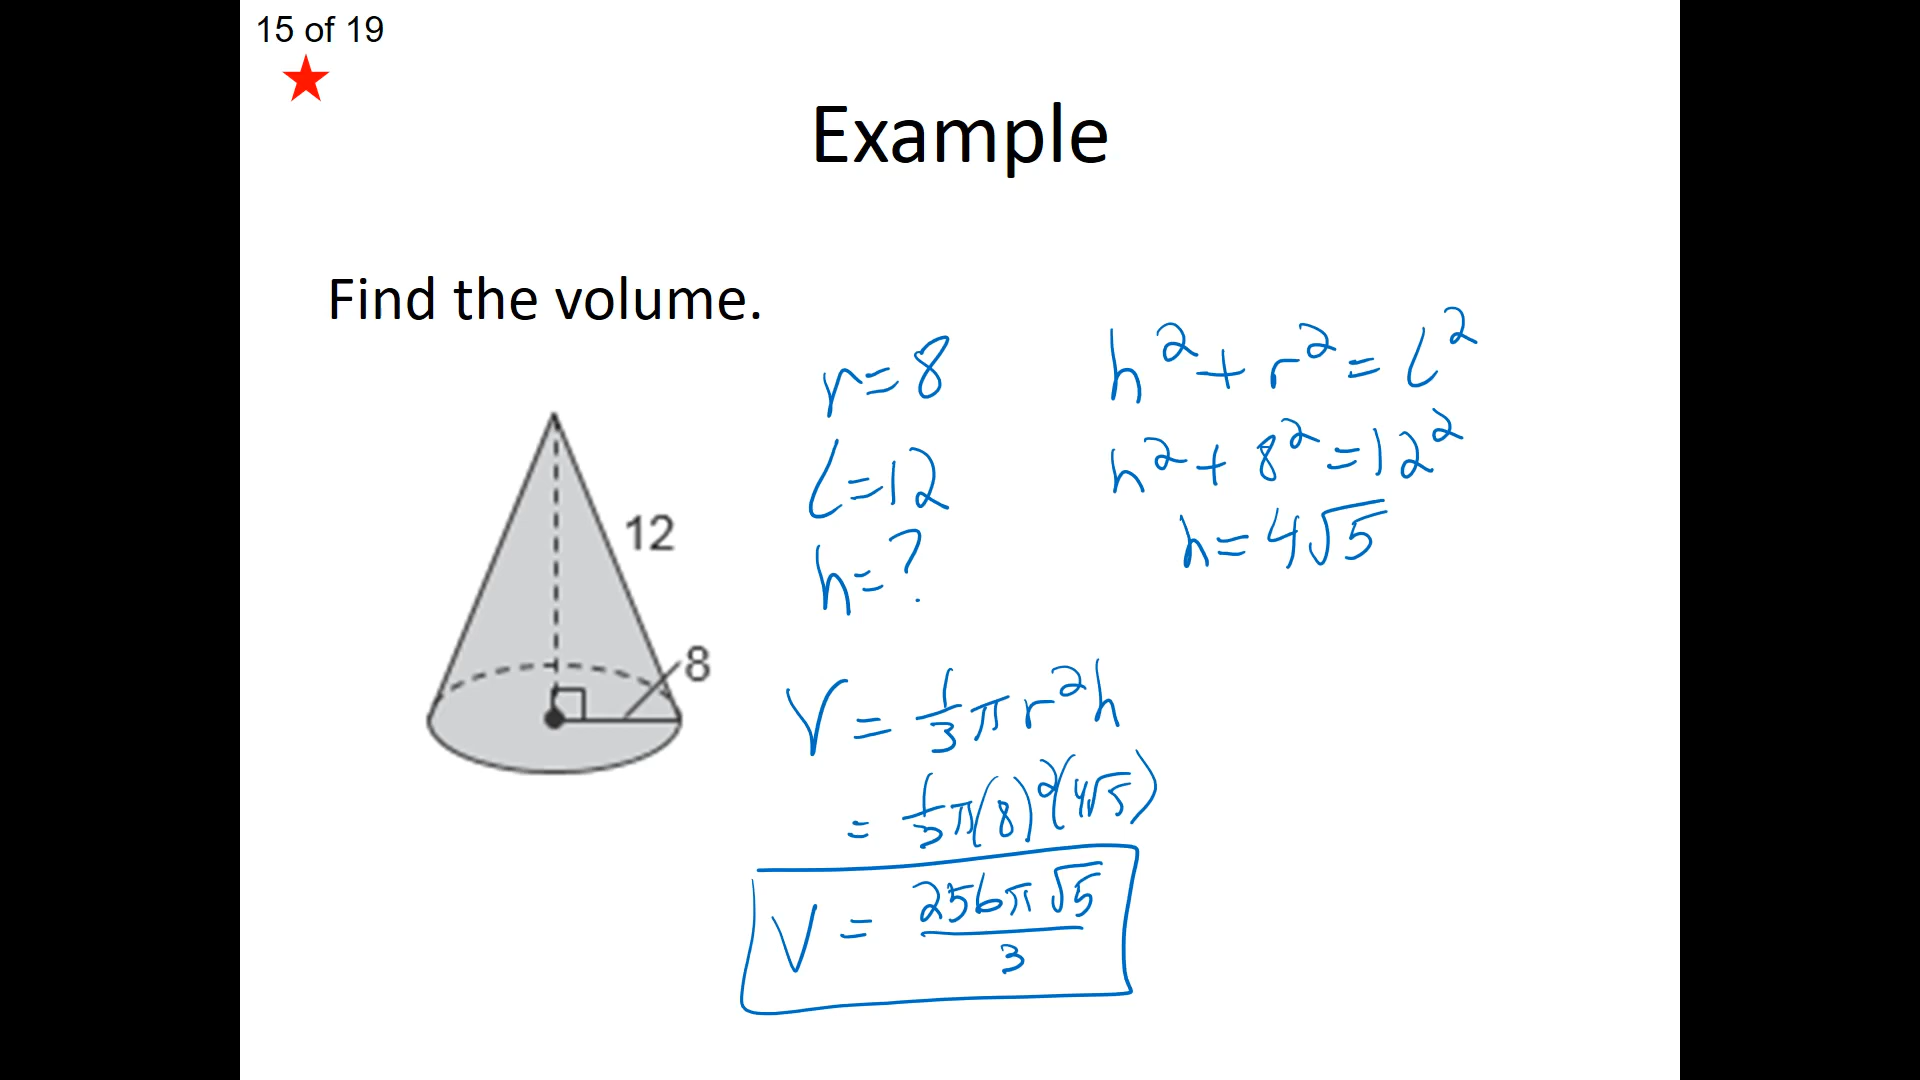 15 of 19
Example
Find the volume.
12
8
r=8
l=12
h=?
h²+r²=l²
h²+8²=12²
h=4√5
V=1/3πr²h
=1/3π(8)²(4√5)
V=256π√5/3